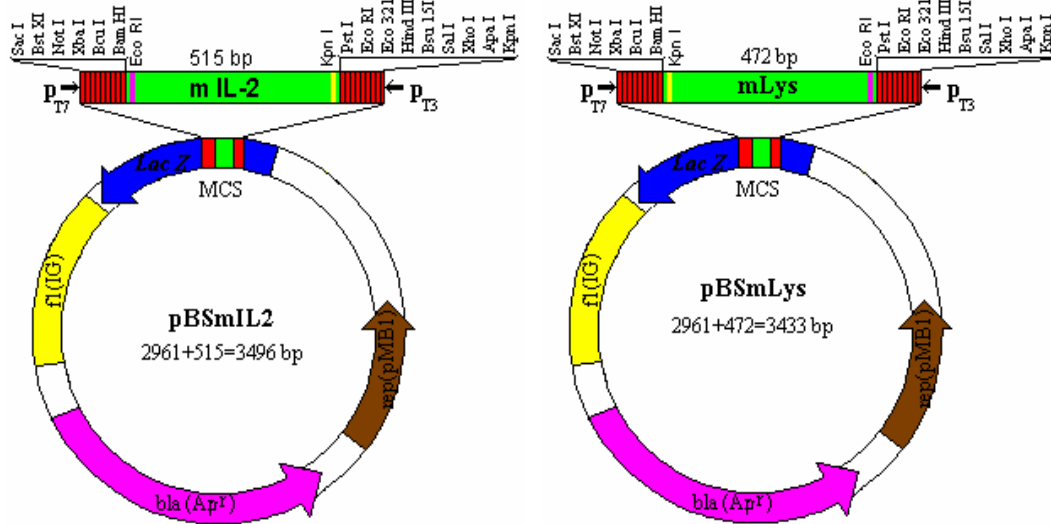 Sac I
Bst XI
Not I
Xba I
Bcu I
Bam HI
Eco RI
515 bp
Kpn I
Pst I
Eco RI
Eco 321
Hind III
Bsu 15I
Sal I
Xho I
Apa I
Kpn I
m IL-2
pT7
pT3
Lac Z
MCS
f1(IG)
pBSmIL2
2961+515=3496 bp
rep(pMB1)
bla (Apr)
Sac I
Bst XI
Not I
Xba I
Bcu I
Bam HI
Kpn I
472 bp
Eco RI
Pst I
Eco RI
Eco 321
Hind III
Bsu 15I
Sal I
Xho I
Apa I
Kpn I
mLys
pT7
pT3
Lac Z
MCS
f1(IG)
pBSmLys
2961+472=3433 bp
rep(pMB1)
bla (Apr)